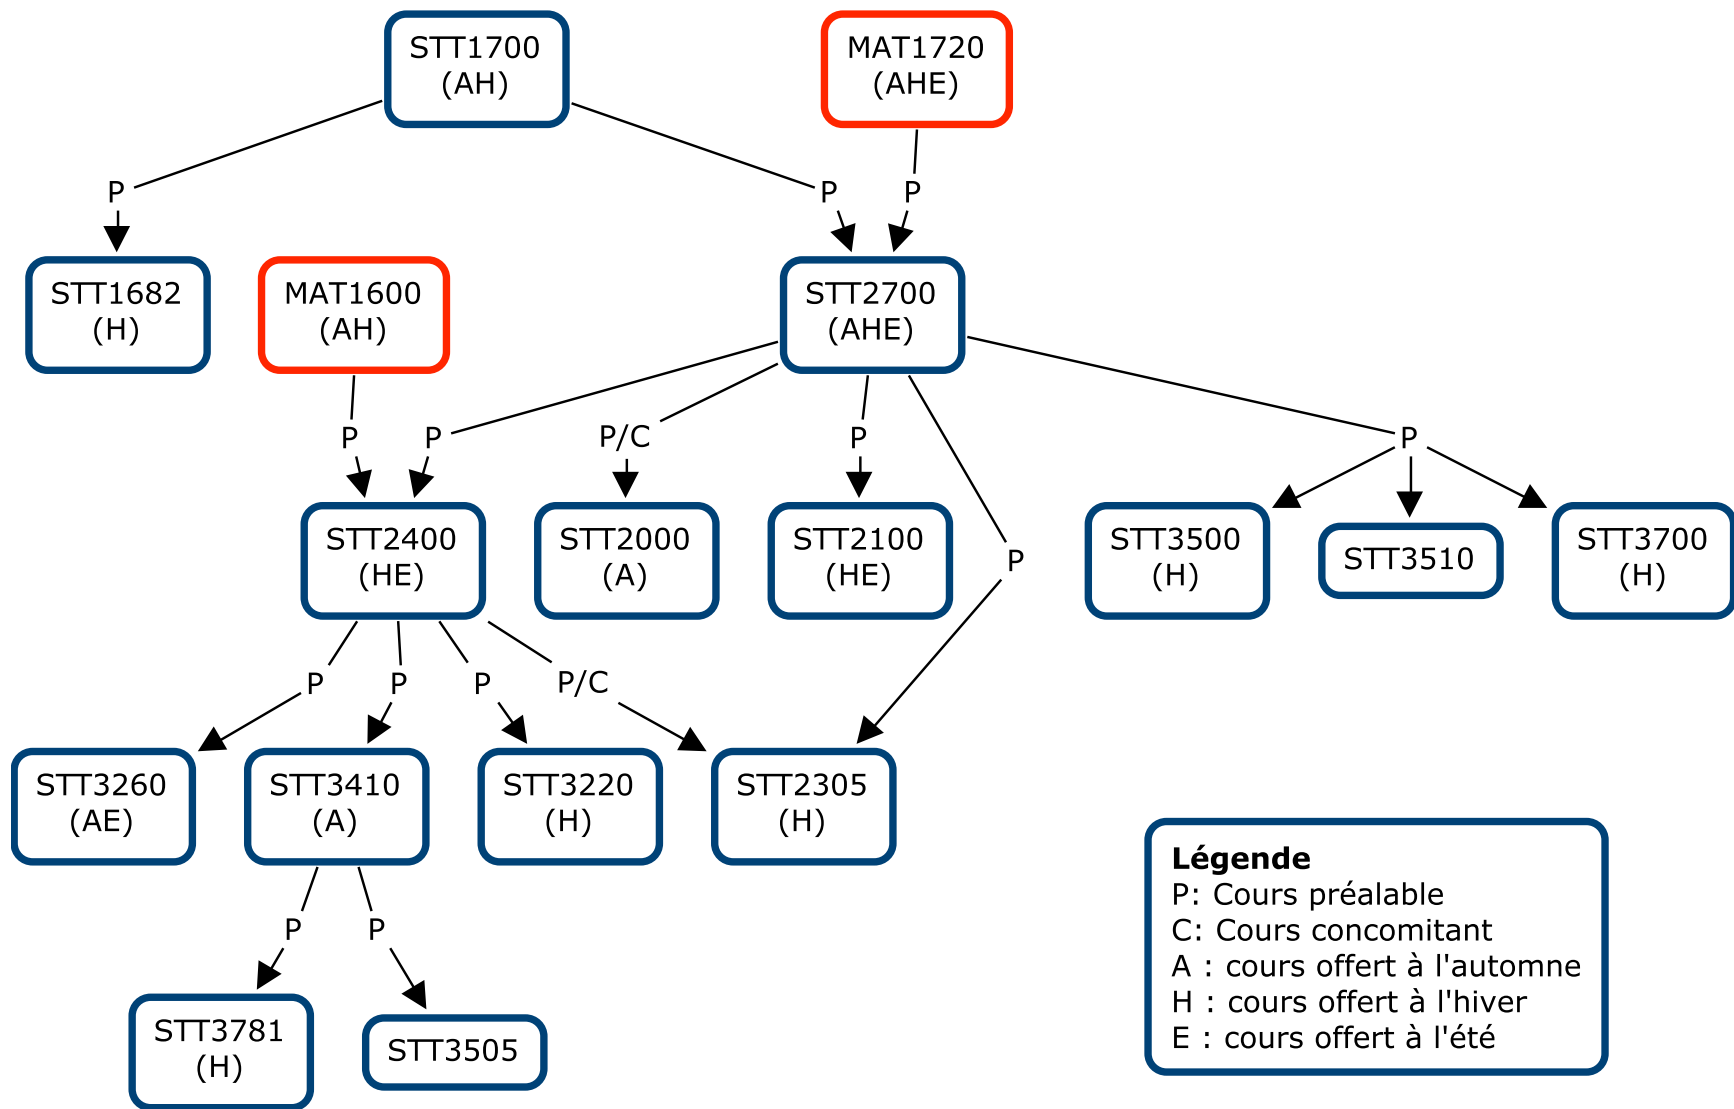 STT1700
(AH)
MAT1720
(AHE)
P
P
P
STT1682
(H)
MAT1600
(AH)
STT2700
(AHE)
P
P
P/C
P
P
STT2400
(HE)
STT2000
(A)
STT2100
(HE)
P
STT3500
(H)
STT3510
STT3700
(H)
P
P
P
P/C
STT3260
(AE)
STT3410
(A)
STT3220
(H)
STT2305
(H)
P
P
STT3781
(H)
STT3505
Légende
P: Cours préalable
C: Cours concomitant
A : cours offert à l'automne
H : cours offert à l'hiver
E : cours offert à l'été